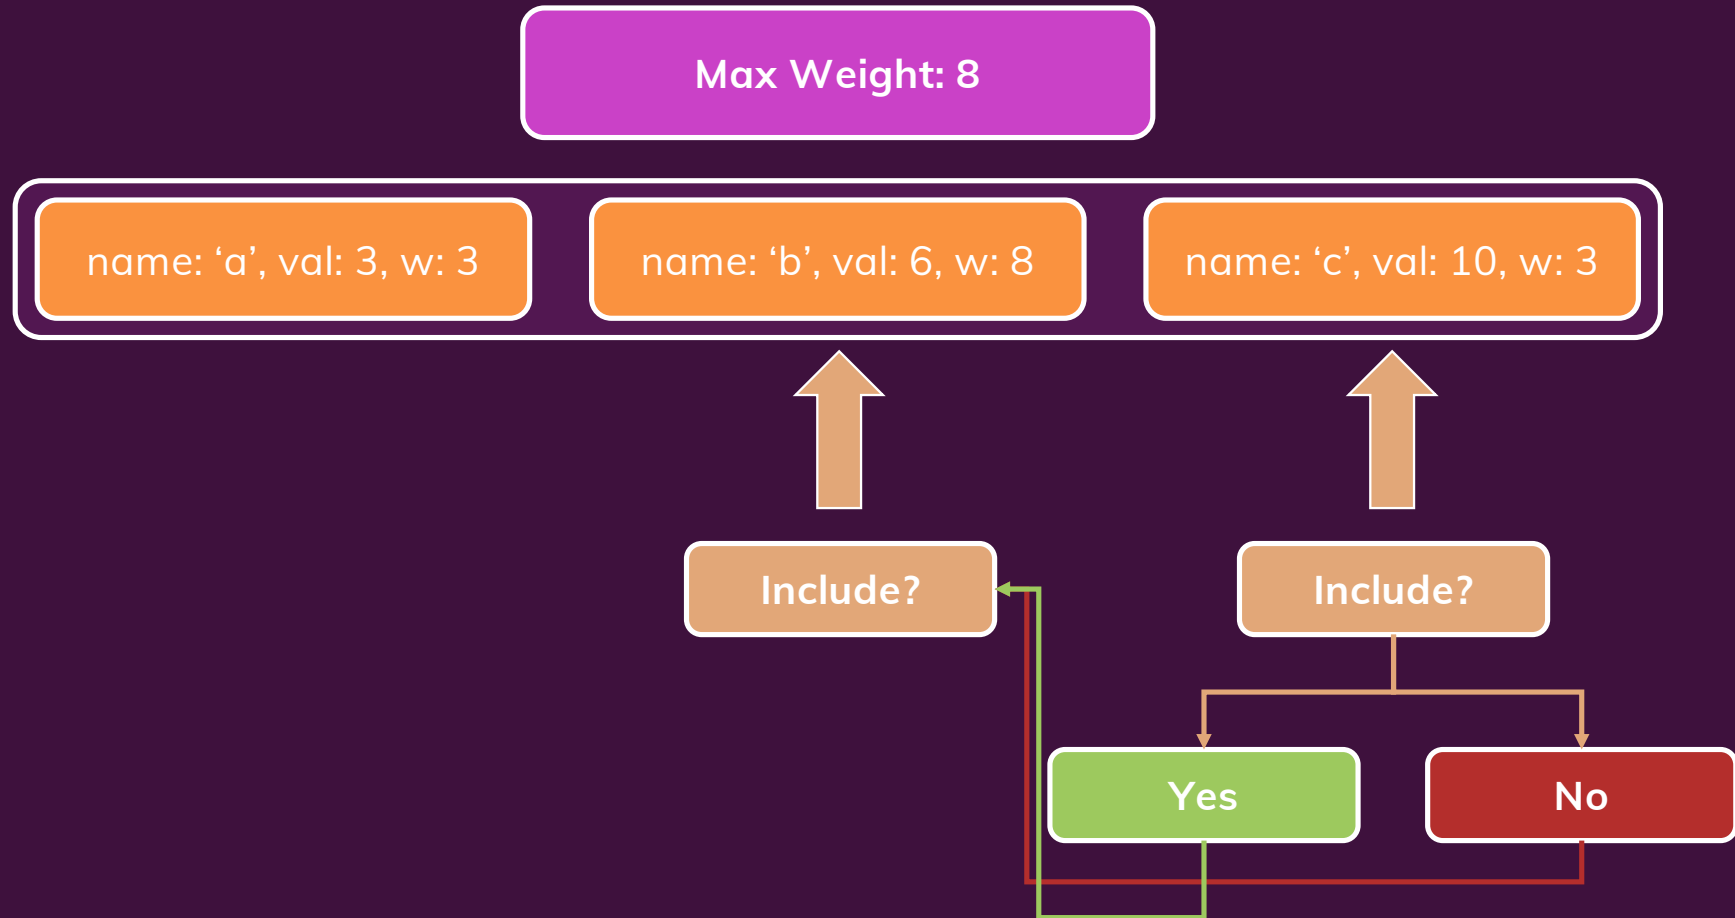 Max Weight: 8
name: ‘a’, val: 3, w: 3
name: ‘b’, val: 6, w: 8
name: ‘c’, val: 10, w: 3
Include?
Include?
Yes
No